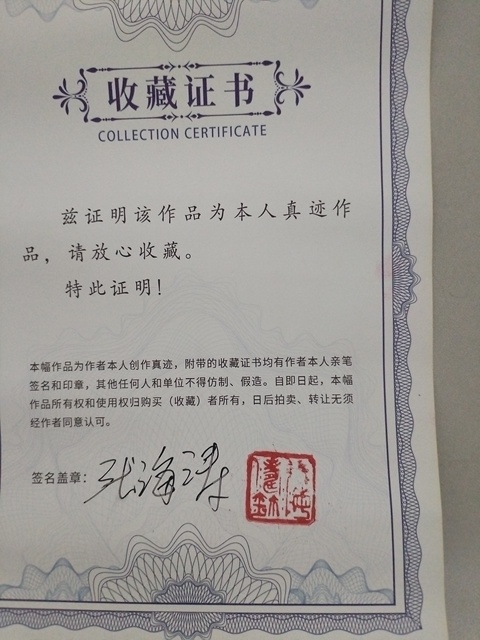 收藏证书
COLLECTION CERTIFICATE
兹证明该作品为本人真迹作
品，请放心收藏。
特此证明！
本幅作品为作者本人创作真迹，附带的收藏证书均有作者本人亲笔
签名和印章，其他任何人和单位不得仿制、假造。自即日起，本幅
作品所有权和使用权归购买（收藏）者所有，日后拍卖、转让无须
经作者同意认可。
签名盖章：